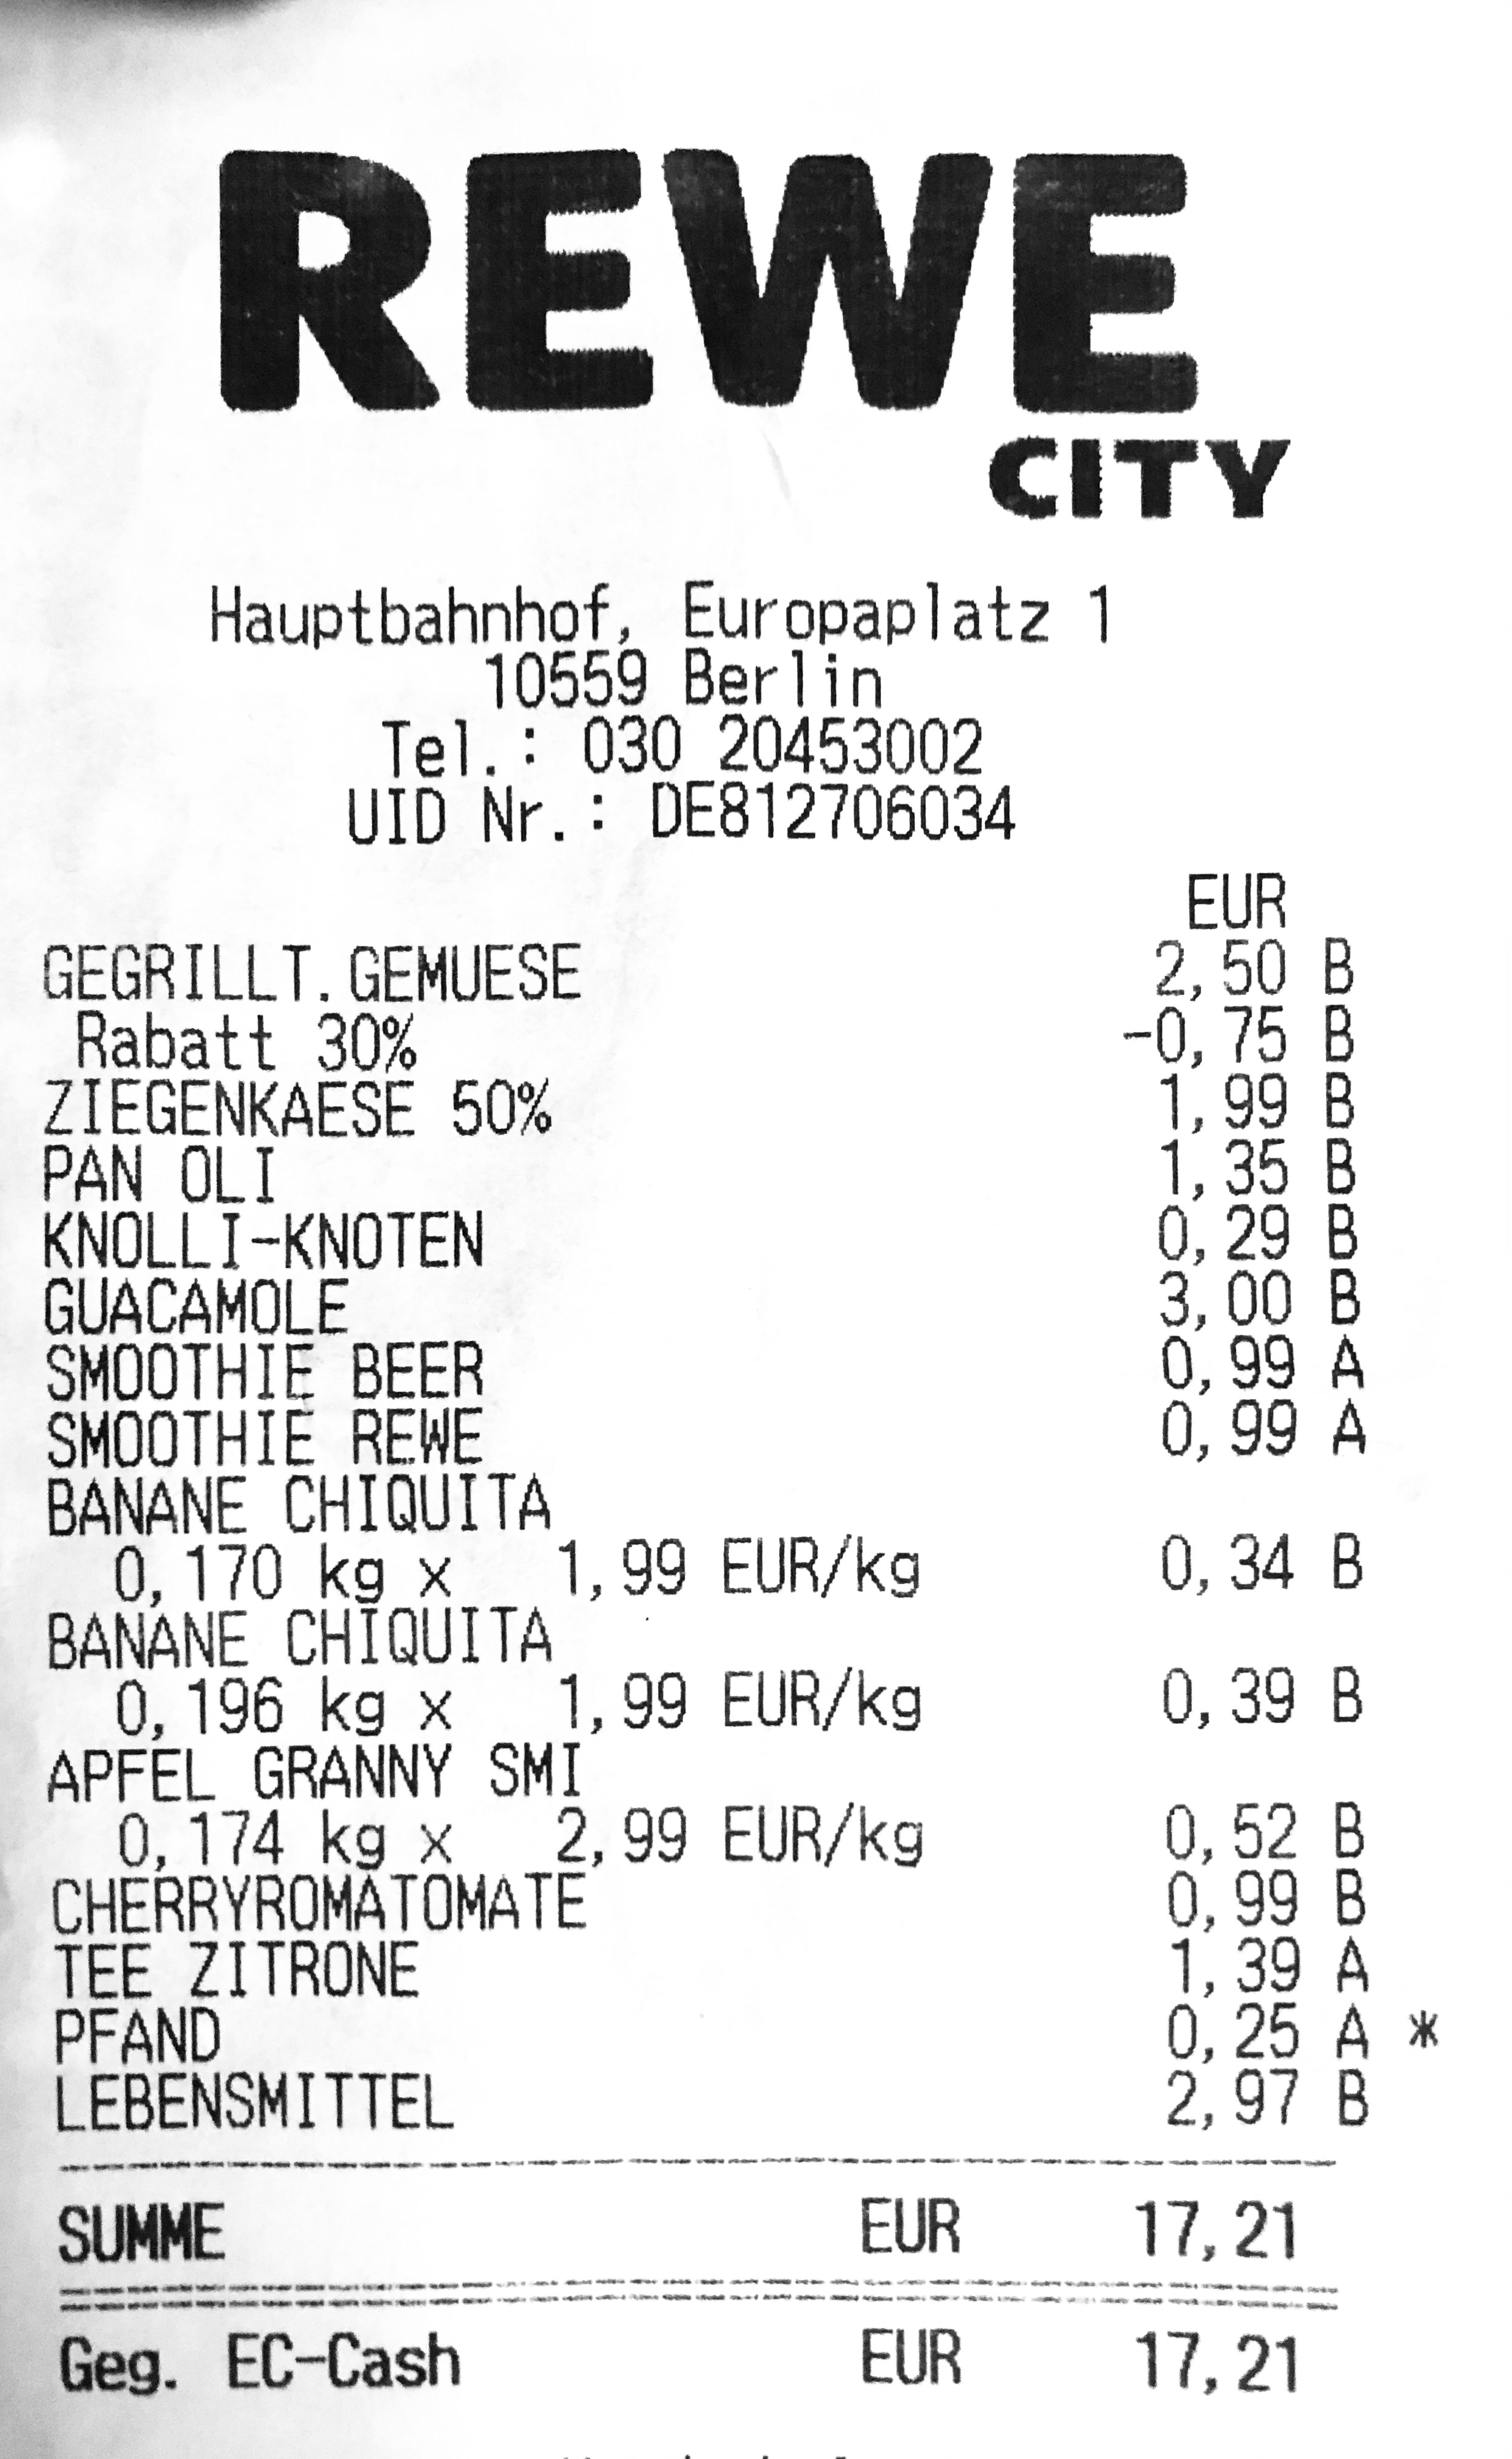 REWE
CITY
Hauptbahnhof, Europaplatz 1
10559 Berlin
Tel.: 030 20453002
UID Nr.: DE812706034
EUR
GEGRILLT.GEMUESE 2,50 B
Rabatt 30% -0,75 B
ZIEGENKAESE 50% 1,99 B
PAN OLI 1,35 B
KNOLLI-KNOTEN 0,29 B
GUACAMOLE 3,00 B
SMOOTHIE BEER 0,99 A
SMOOTHIE REWE 0,99 A
BANANE CHIQUITA
0,170 kg x 1,99 EUR/kg 0,34 B
BANANE CHIQUITA
0,196 kg x 1,99 EUR/kg 0,39 B
APFEL GRANNY SMI
0,174 kg x 2,99 EUR/kg 0,52 B
CHERRYROMATOMATE 0,99 B
TEE ZITRONE 1,39 A
PFAND 0,25 A *
LEBENSMITTEL 2,97 B
SUMME EUR 17,21
Geg. EC-Cash EUR 17,21